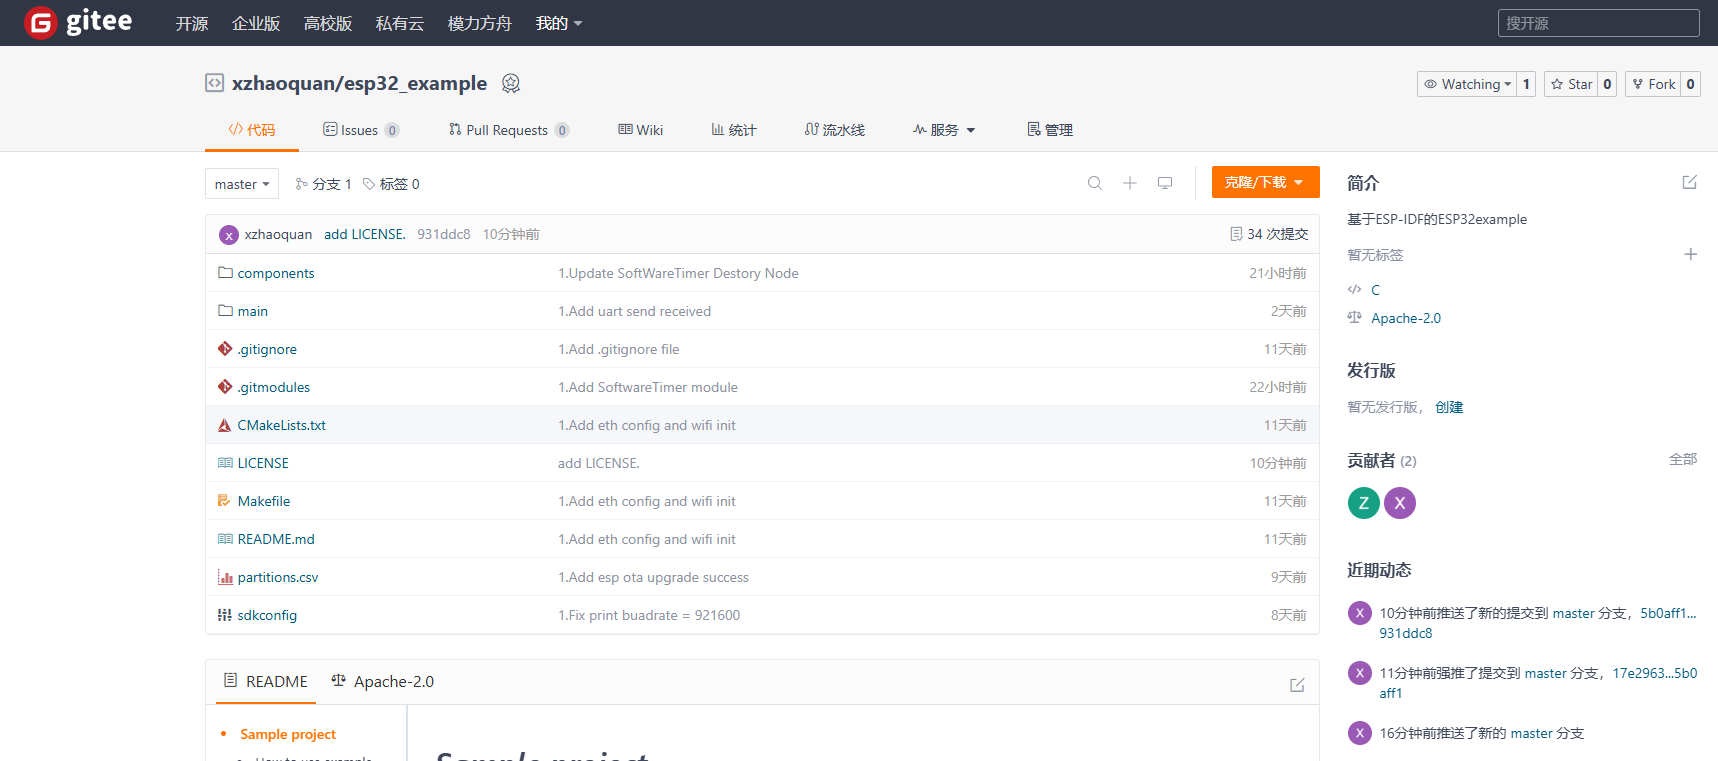 gitee 开源 企业版 高校版 私有云 模力方舟 我的 搜开源
xzhaoquan/esp32_example
Watching 1 Star 0 Fork 0
代码 Issues 0 Pull Requests 0 Wiki 统计 流水线 服务 管理
master 分支 1 标签 0 克隆/下载
xzhaoquan add LICENSE. 931ddc8 10分钟前 34 次提交
components 1.Update SoftWareTimer Destory Node 21小时前
main 1.Add uart send received 2天前
.gitignore 1.Add .gitignore file 11天前
.gitmodules 1.Add SoftwareTimer module 22小时前
CMakeLists.txt 1.Add eth config and wifi init 11天前
LICENSE add LICENSE. 10分钟前
Makefile 1.Add eth config and wifi init 11天前
README.md 1.Add eth config and wifi init 11天前
partitions.csv 1.Add esp ota upgrade success 9天前
sdkconfig 1.Fix print buadrate = 921600 8天前
README Apache-2.0
Sample project
How to use example
Sample project
简介
基于ESP-IDF的ESP32example
暂无标签
C
Apache-2.0
发行版
暂无发行版，创建
贡献者 (2) 全部
Z X
近期动态
X 10分钟前推送了新的提交到 master 分支，5b0aff1...
931ddc8
X 11分钟前强推了提交到 master 分支，17e2963...5b0
aff1
X 16分钟前推送了新的 master 分支